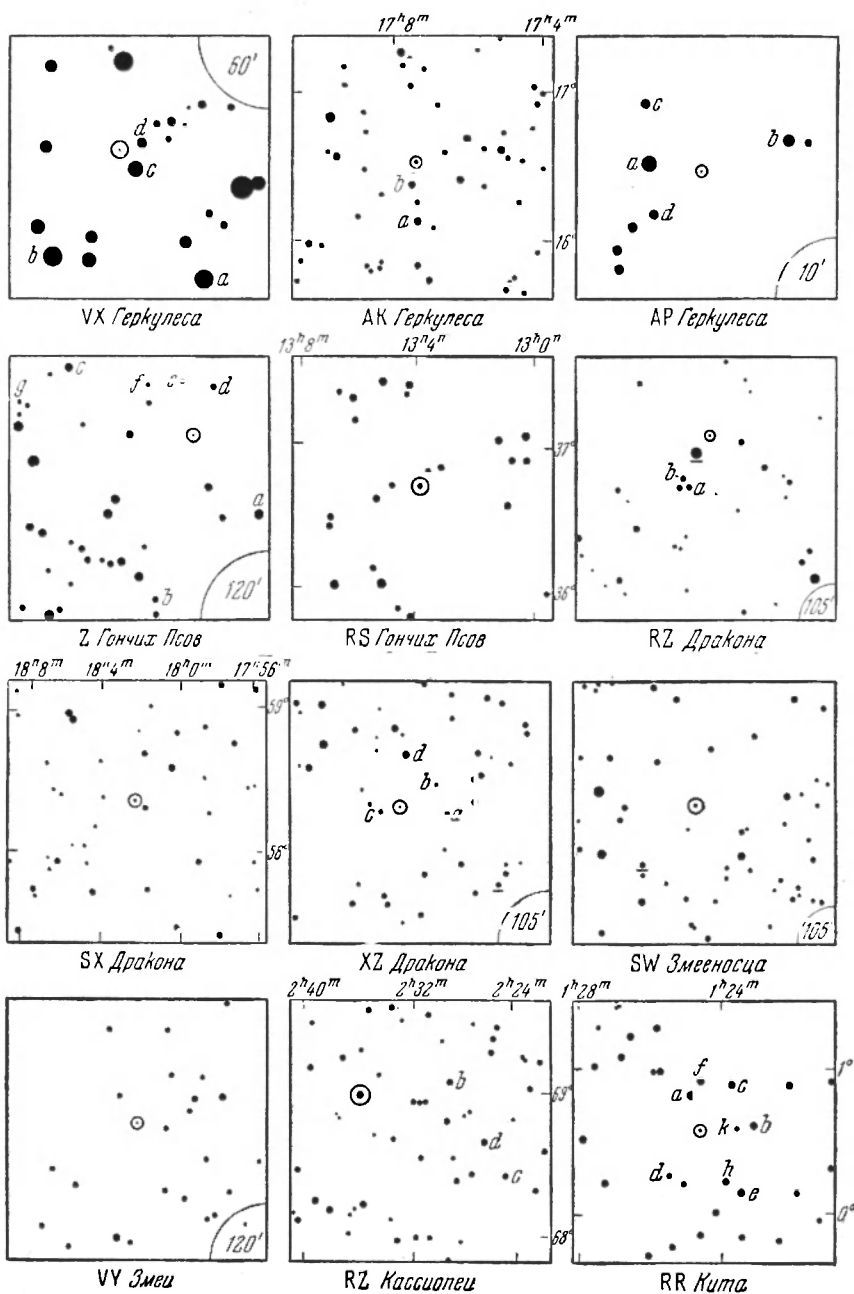 17ʰ8ᵐ 17ʰ4ᵐ
60'
d
c
b
a
17°
b
a
16°
c
a
b
d
10'
VX Геркулеса
AK Геркулеса
AP Геркулеса
13ʰ8ᵐ 13ʰ4ᵐ 13ʰ0ᵐ
c
f
d
g
a
b
120'
37°
36°
b
a
105'
Z Гончих Псов
RS Гончих Псов
RZ Дракона
18ʰ8ᵐ 18ʰ4ᵐ 18ʰ0ᵐ 17ʰ56ᵐ
59°
d
b
c
a
105'
105'
SX Дракона
XZ Дракона
SW Змееносца
2ʰ40ᵐ 2ʰ32ᵐ 2ʰ24ᵐ
1ʰ28ᵐ 1ʰ24ᵐ
120'
b
69°
d
c
68°
f
c
1°
a
k
b
d
h
e
0°
VY Змеи
RZ Кассиопеи
RR Кита